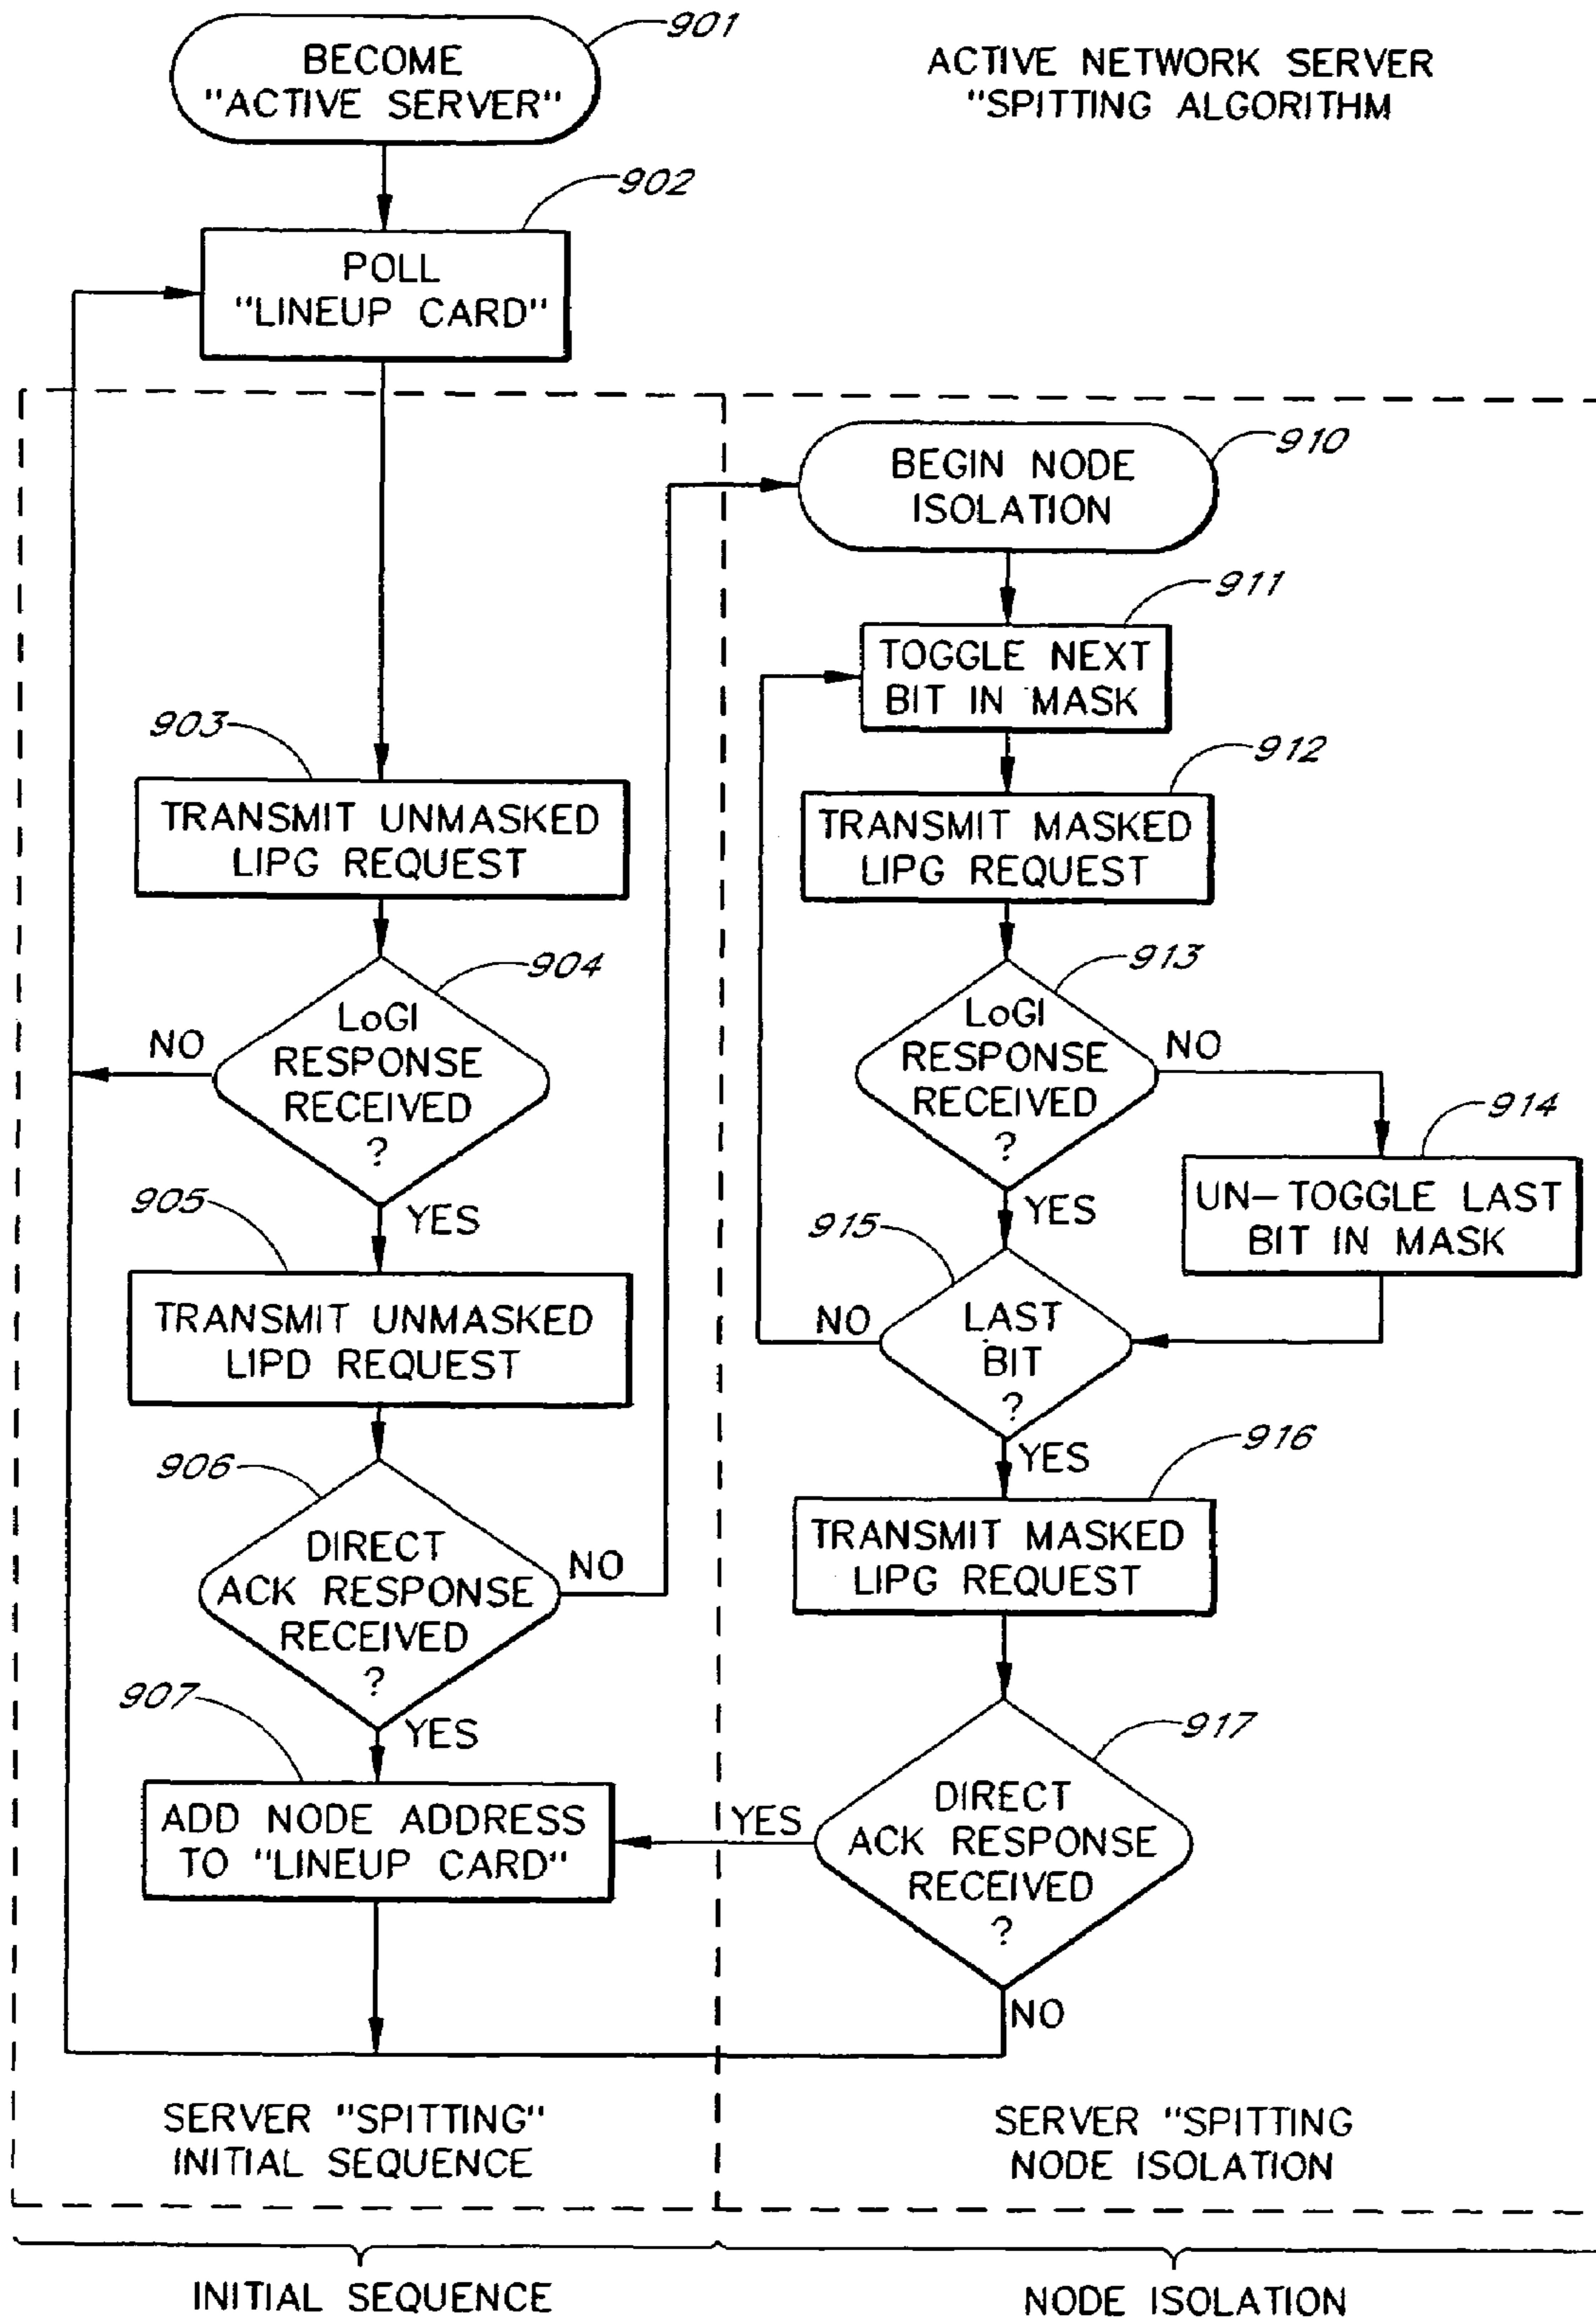 BECOME
"ACTIVE SERVER"
901
ACTIVE NETWORK SERVER
"SPITTING ALGORITHM
902
POLL
"LINEUP CARD"
903
TRANSMIT UNMASKED
LIPG REQUEST
904
LoGI
RESPONSE
RECEIVED
?
NO
YES
905
TRANSMIT UNMASKED
LIPD REQUEST
906
DIRECT
ACK RESPONSE
RECEIVED
?
NO
YES
907
ADD NODE ADDRESS
TO "LINEUP CARD"
SERVER "SPITTING"
INITIAL SEQUENCE
910
BEGIN NODE
ISOLATION
911
TOGGLE NEXT
BIT IN MASK
912
TRANSMIT MASKED
LIPG REQUEST
913
LoGI
RESPONSE
RECEIVED
?
NO
YES
914
UN-TOGGLE LAST
BIT IN MASK
915
LAST
BIT
?
NO
YES
916
TRANSMIT MASKED
LIPG REQUEST
917
DIRECT
ACK RESPONSE
RECEIVED
?
YES
NO
SERVER "SPITTING
NODE ISOLATION
INITIAL SEQUENCE
NODE ISOLATION